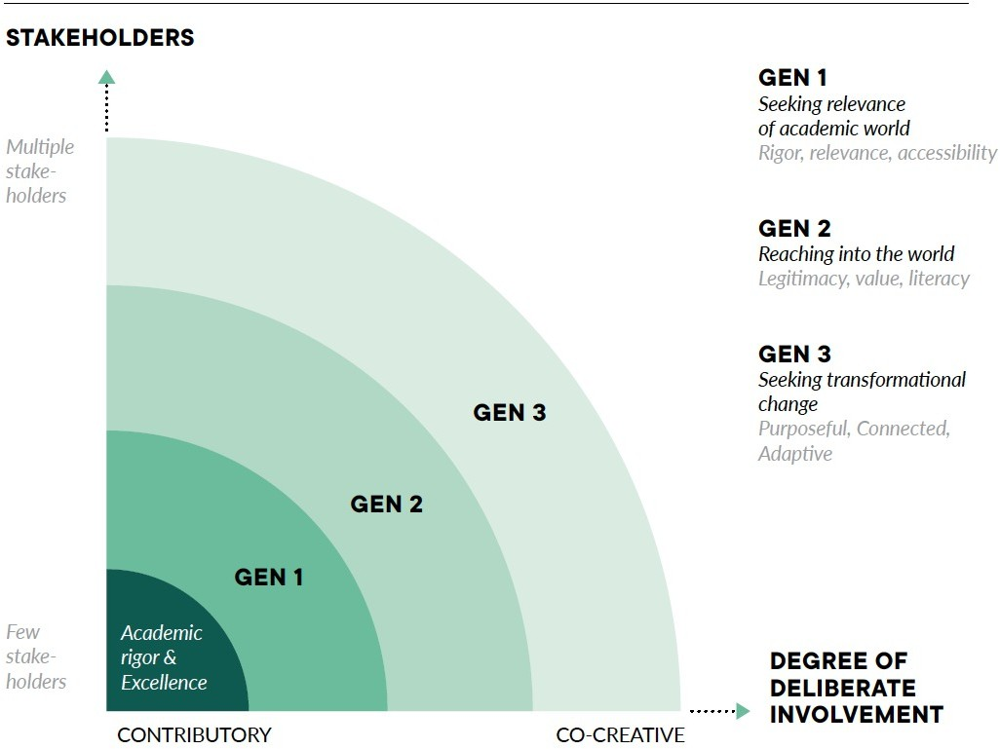 STAKEHOLDERS
Multiple
stake-
holders
Few
stake-
holders
GEN 3
GEN 2
GEN 1
Academic
rigor &
Excellence
CONTRIBUTORY
CO-CREATIVE
DEGREE OF
DELIBERATE
INVOLVEMENT
GEN 1
Seeking relevance
of academic world
Rigor, relevance, accessibility
GEN 2
Reaching into the world
Legitimacy, value, literacy
GEN 3
Seeking transformational
change
Purposeful, Connected,
Adaptive